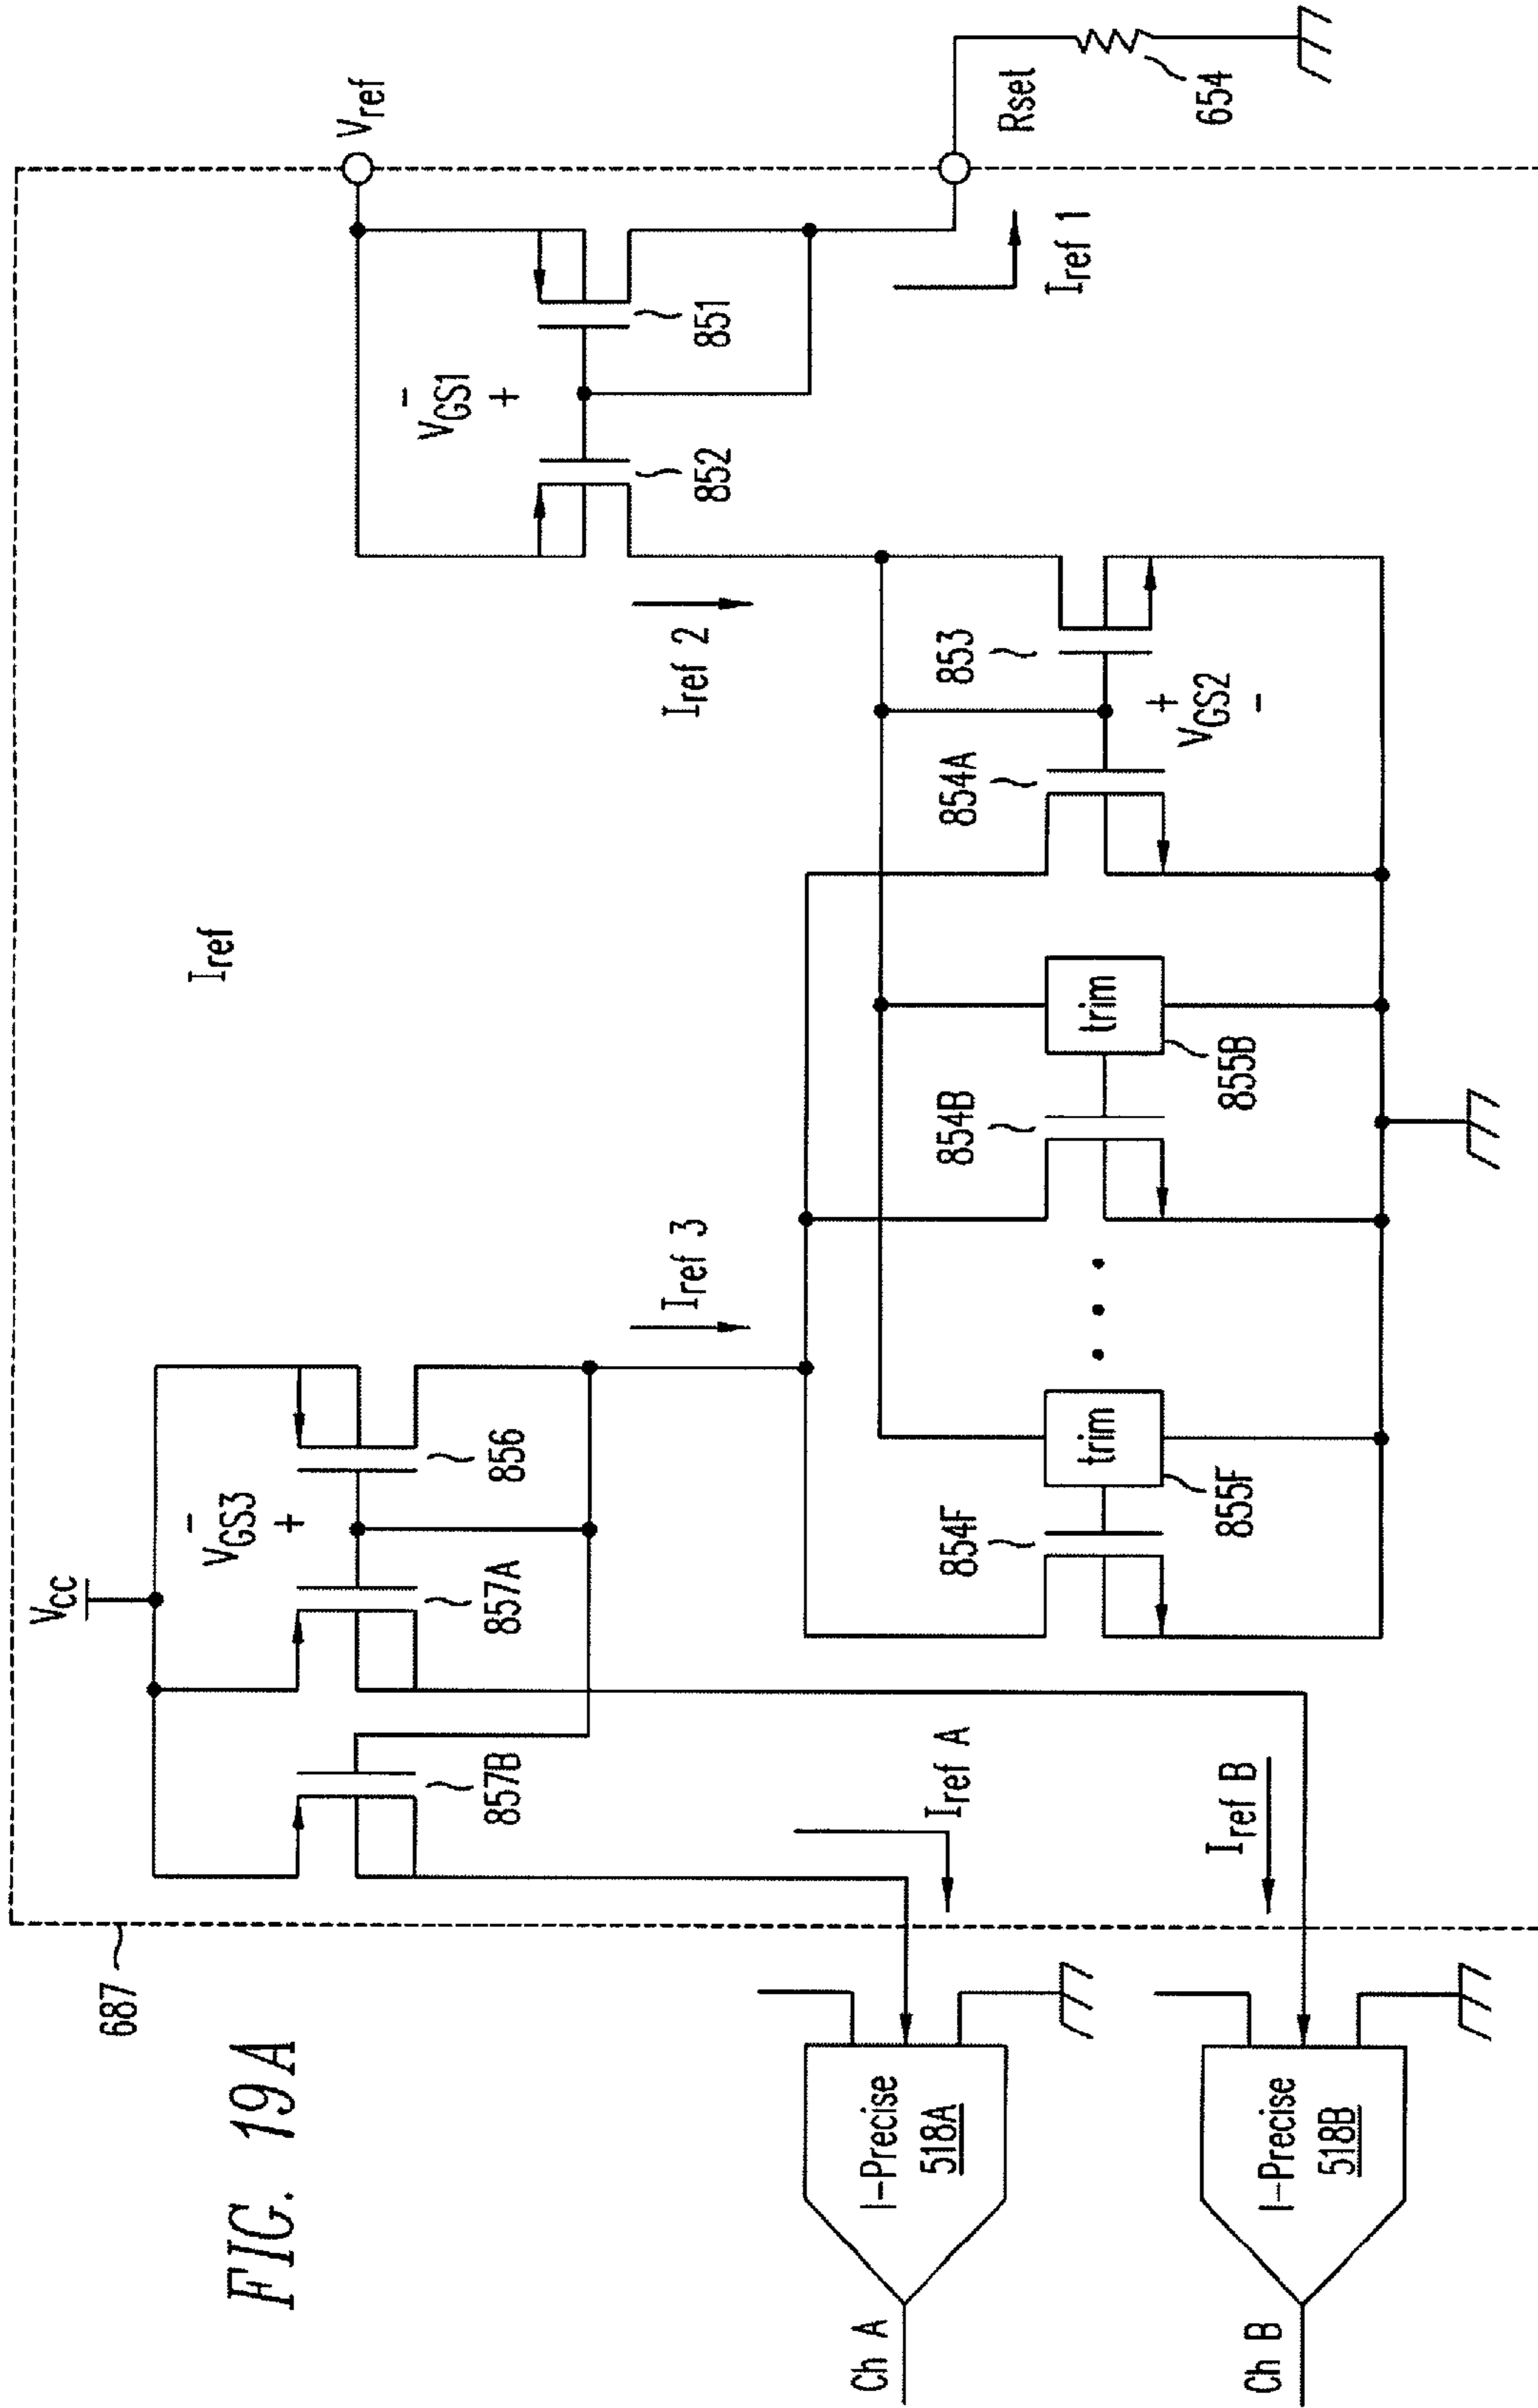 FIG. 19A
687
Vcc
Iref
Vref
- VGS3 +
857B
857A
856
- VGS1 +
852
851
Iref 3
Iref 2
Iref 1
Rset
654
Iref A
Iref B
854F
trim
855F
• • •
854B
trim
855B
854A
853
+ VGS2 -
Ch A
I-Precise
518A
Ch B
I-Precise
518B